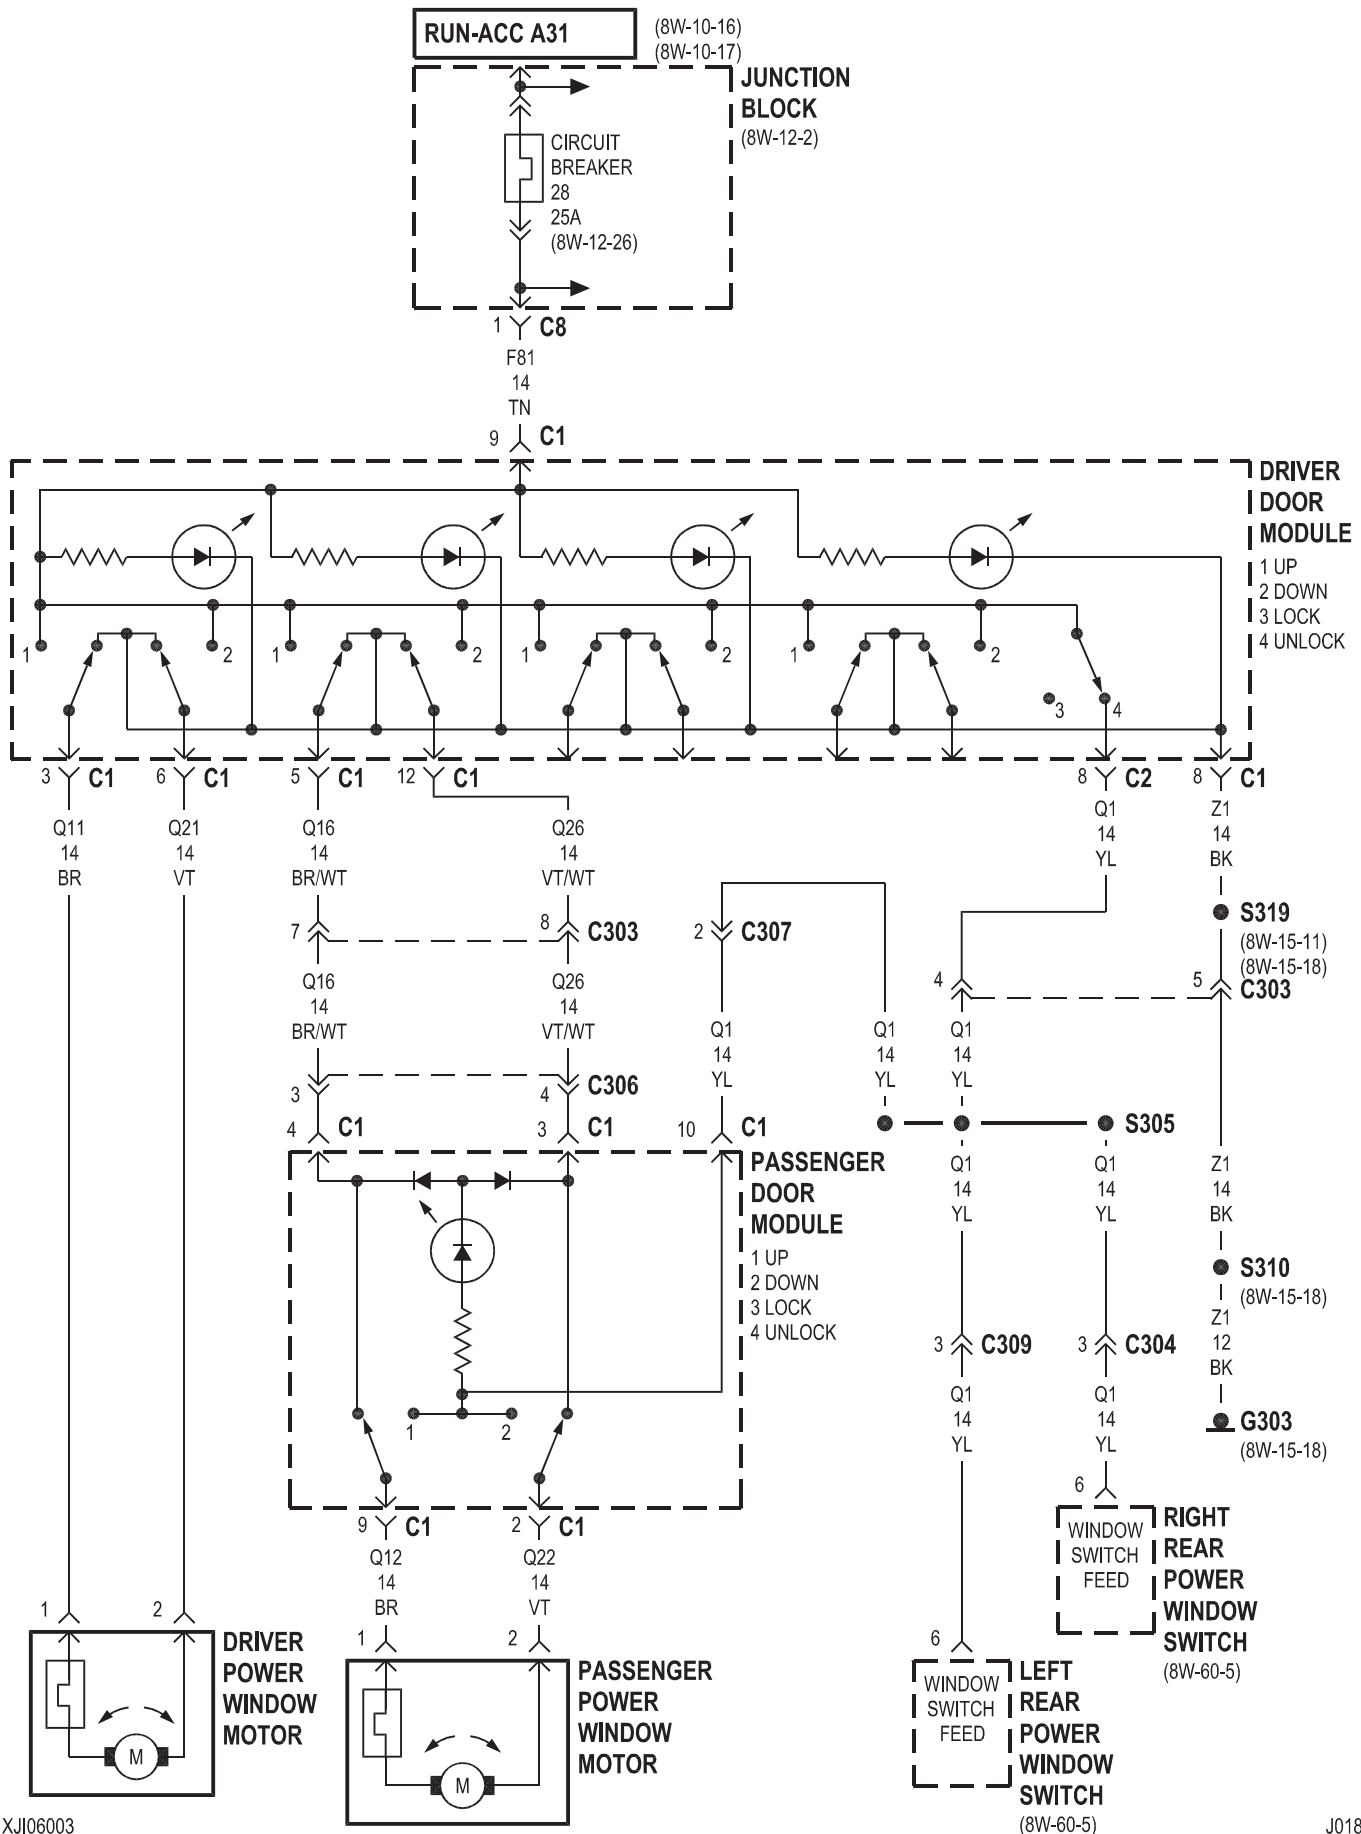 RUN-ACC A31
(8W-10-16)
(8W-10-17)
JUNCTION
BLOCK
(8W-12-2)
CIRCUIT
BREAKER
28
25A
(8W-12-26)
1 C8
F81
14
TN
9 C1
DRIVER
DOOR
MODULE
1 UP
2 DOWN
3 LOCK
4 UNLOCK
1 2 1 2 1 2 1 2
3 4
3 C1 6 C1 5 C1 12 C1 8 C2 8 C1
Q11 Q21 Q16 Q26 Q1 Z1
14 14 14 14 14 14
BR VT BR/WT VT/WT YL BK
S319
(8W-15-11)
(8W-15-18)
7 8 C303 2 C307
4 5 C303
Q16 Q26
14 14
BR/WT VT/WT
Q1 Q1 Q1
14 14 14
YL YL YL
3 4 C306
4 C1 3 C1 10 C1
S305
PASSENGER
DOOR
MODULE
1 UP
2 DOWN
3 LOCK
4 UNLOCK
Q1 Q1 Z1
14 14 14
YL YL BK
S310
(8W-15-18)
Z1
12
BK
3 C309 3 C304
Q1 Q1
14 14
YL YL
G303
(8W-15-18)
1 2
9 C1 2 C1
Q12 Q22
14 14
BR VT
6
WINDOW
SWITCH
FEED
RIGHT
REAR
POWER
WINDOW
SWITCH
(8W-60-5)
1 2
DRIVER
POWER
WINDOW
MOTOR
M
1 2
PASSENGER
POWER
WINDOW
MOTOR
M
6
WINDOW
SWITCH
FEED
LEFT
REAR
POWER
WINDOW
SWITCH
(8W-60-5)
XJI06003
J018